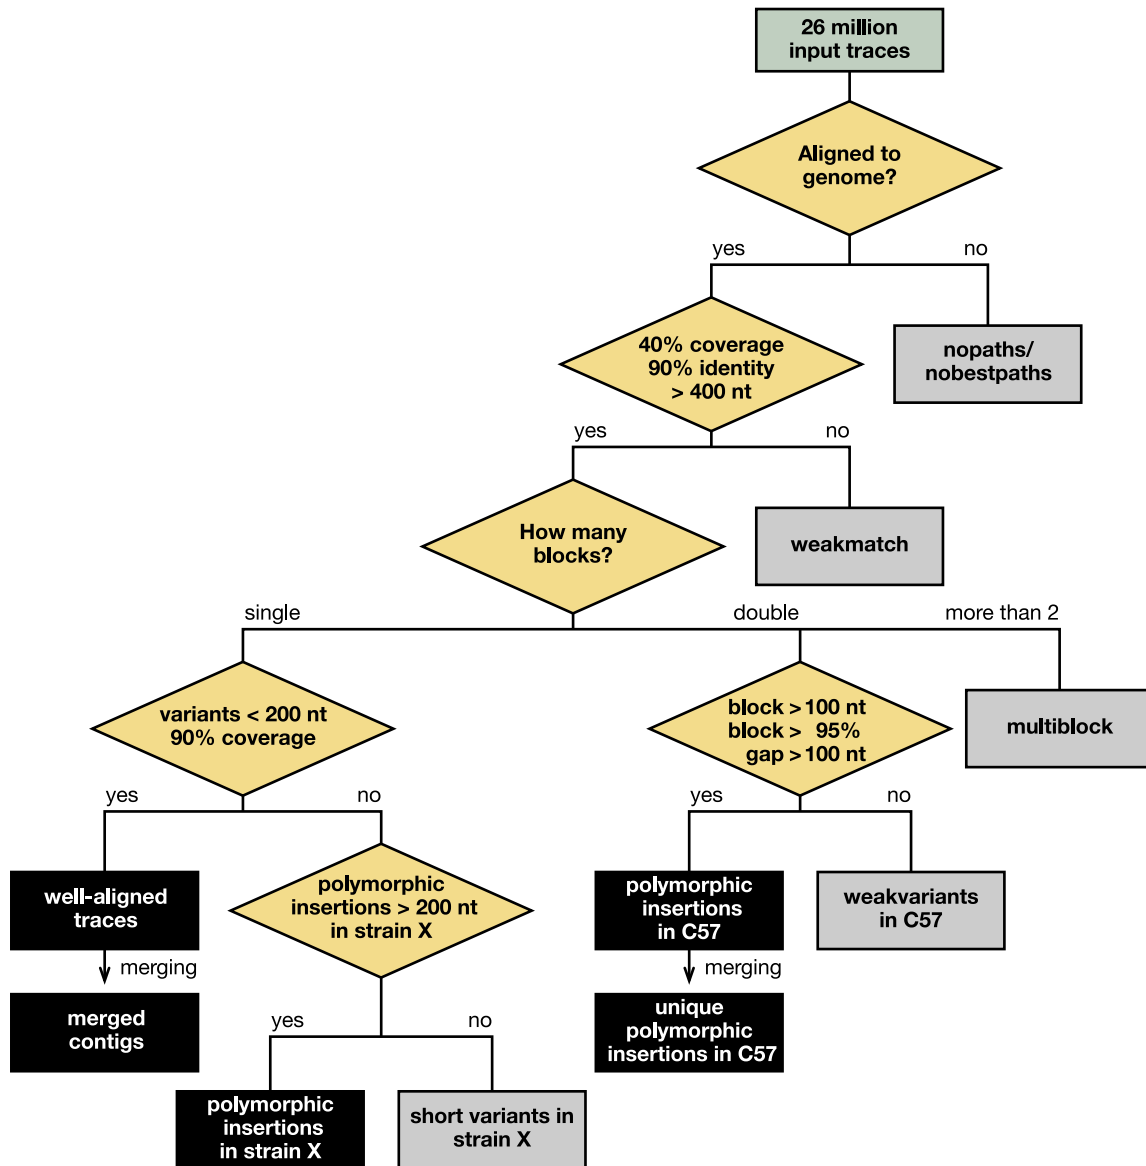 26 million
input traces
Aligned to
genome?
yes
no
40% coverage
90% identity
> 400 nt
nopaths/
nobestpaths
yes
no
How many
blocks?
weakmatch
single
double
more than 2
variants < 200 nt
90% coverage
block > 100 nt
block > 95%
gap > 100 nt
multiblock
yes
no
yes
no
well-aligned
traces
polymorphic
insertions > 200 nt
in strain X
polymorphic
insertions
in C57
weakvariants
in C57
merging
merging
merged
contigs
unique
polymorphic
insertions in C57
yes
no
polymorphic
insertions
in strain X
short variants in
strain X